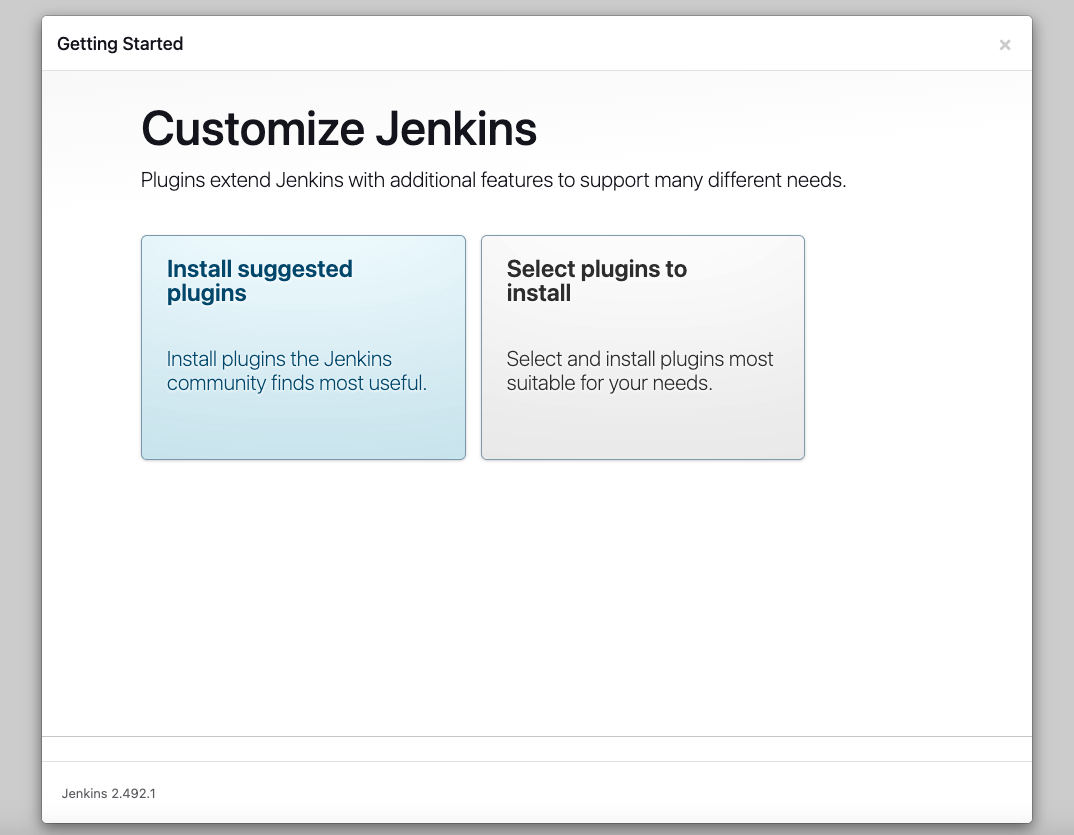 Getting Started
×
Customize Jenkins
Plugins extend Jenkins with additional features to support many different needs.
Install suggested
plugins
Install plugins the Jenkins
community finds most useful.
Select plugins to
install
Select and install plugins most
suitable for your needs.
Jenkins 2.492.1